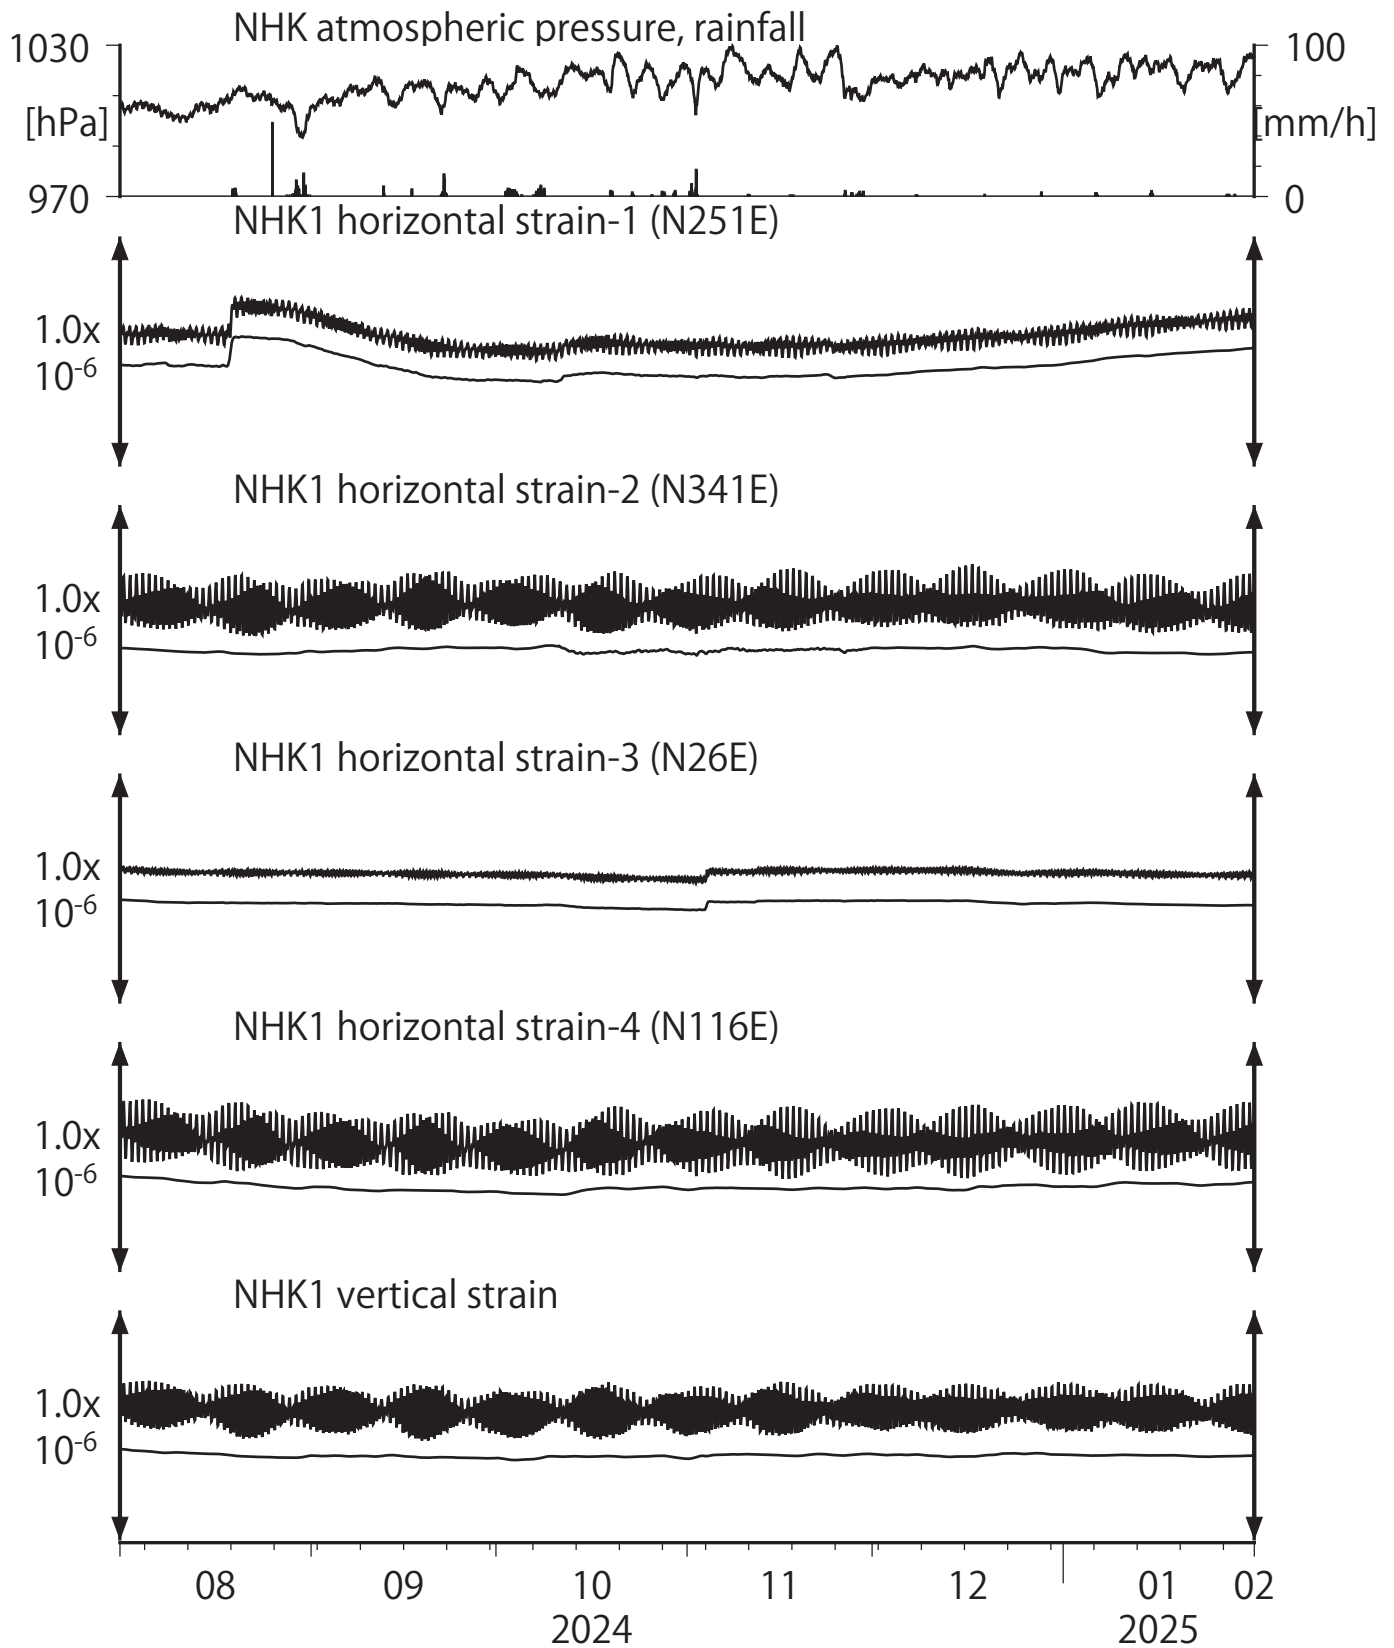 NHK atmospheric pressure, rainfall
1030 100
[hPa] [mm/h]
970 0
NHK1 horizontal strain-1 (N251E)
1.0x
10-6
NHK1 horizontal strain-2 (N341E)
1.0x
10-6
NHK1 horizontal strain-3 (N26E)
1.0x
10-6
NHK1 horizontal strain-4 (N116E)
1.0x
10-6
NHK1 vertical strain
1.0x
10-6
08 09 10 11 12 01 02
2024 2025